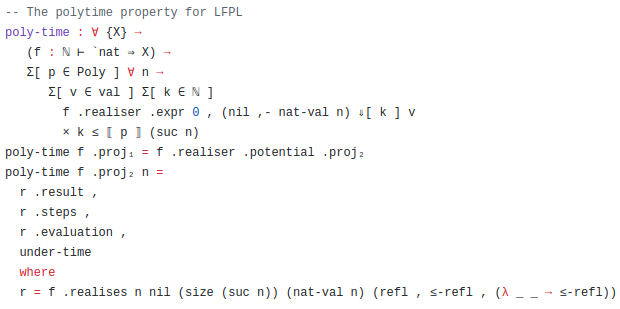 -- The polytime property for LFPL
poly-time : ∀ {X} →
(f : ℕ ⊢ `nat ⇒ X) →
Σ[ p ∈ Poly ] ∀ n →
Σ[ v ∈ val ] Σ[ k ∈ ℕ ]
f .realiser .expr 0 , (nil ,- nat-val n) ⇓[ k ] v
× k ≤ ⟦ p ⟧ (suc n)
poly-time f .proj₁ = f .realiser .potential .proj₂
poly-time f .proj₂ n =
r .result ,
r .steps ,
r .evaluation ,
under-time
where
r = f .realises n nil (size (suc n)) (nat-val n) (refl , ≤-refl , (λ _ _ → ≤-refl))